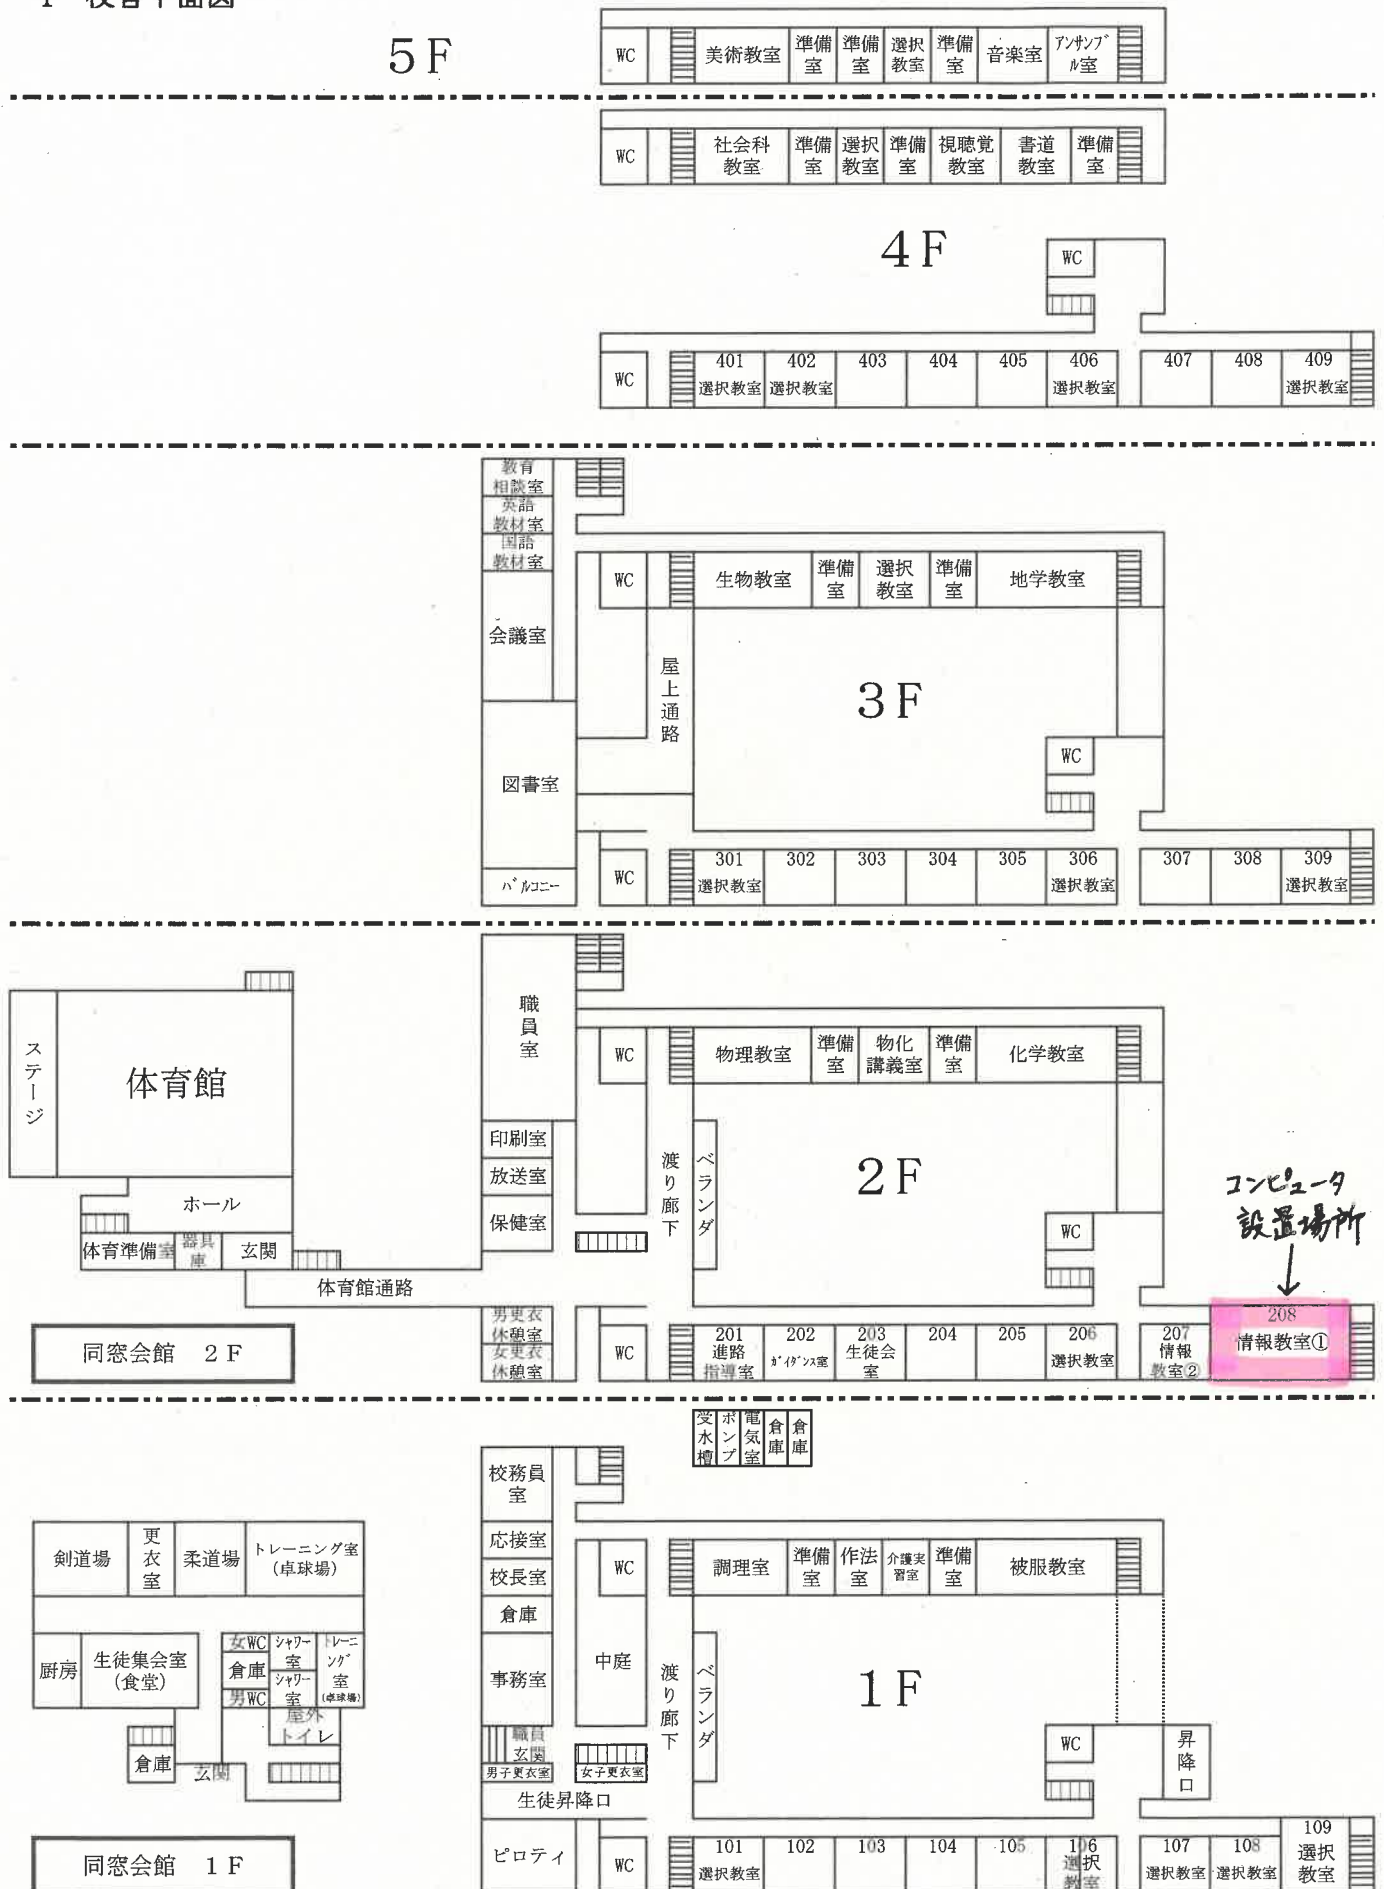 5F
WC
美術教室
準備室
準備室
選択教室
準備室
音楽室
アンサンブル室
WC
社会科教室
準備室
選択教室
準備室
視聴覚教室
書道教室
準備室
4F
WC
WC
401 選択教室
402 選択教室
403
404
405
406 選択教室
407
408
409 選択教室
教育相談室
英語教材室
国語教材室
会議室
図書室
バルコニー
WC
生物教室
準備室
選択教室
準備室
地学教室
屋上通路
3F
WC
WC
301 選択教室
302
303
304
305
306 選択教室
307
308
309 選択教室
ステージ
体育館
ホール
体育準備室
器具庫
玄関
体育館通路
同窓会館 2F
職員室
印刷室
放送室
保健室
男更衣休憩室
女更衣休憩室
WC
物理教室
準備室
物化講義室
準備室
化学教室
渡り廊下
ベランダ
2F
WC
コンピュータ
設置場所
WC
201 進路指導室
202 ガイダンス室
203 生徒会室
204
205
206 選択教室
207 情報教室②
208 情報教室①
受水槽
ポンプ
電気室
倉庫
倉庫
剣道場
更衣室
柔道場
トレーニング室(卓球場)
厨房
生徒集会室(食堂)
女WC
倉庫
男WC
シャワー室
シャワー室
トレーニング室(卓球場)
屋外トイレ
倉庫
玄関
同窓会館 1F
校務員室
応接室
校長室
倉庫
事務室
職員玄関
男子更衣室
女子更衣室
生徒昇降口
ピロティ
WC
中庭
調理室
準備室
作法室
介護実習室
準備室
被服教室
渡り廊下
ベランダ
1F
WC
昇降口
WC
101 選択教室
102
103
104
105
106 選択教室
107 選択教室
108 選択教室
109 選択教室